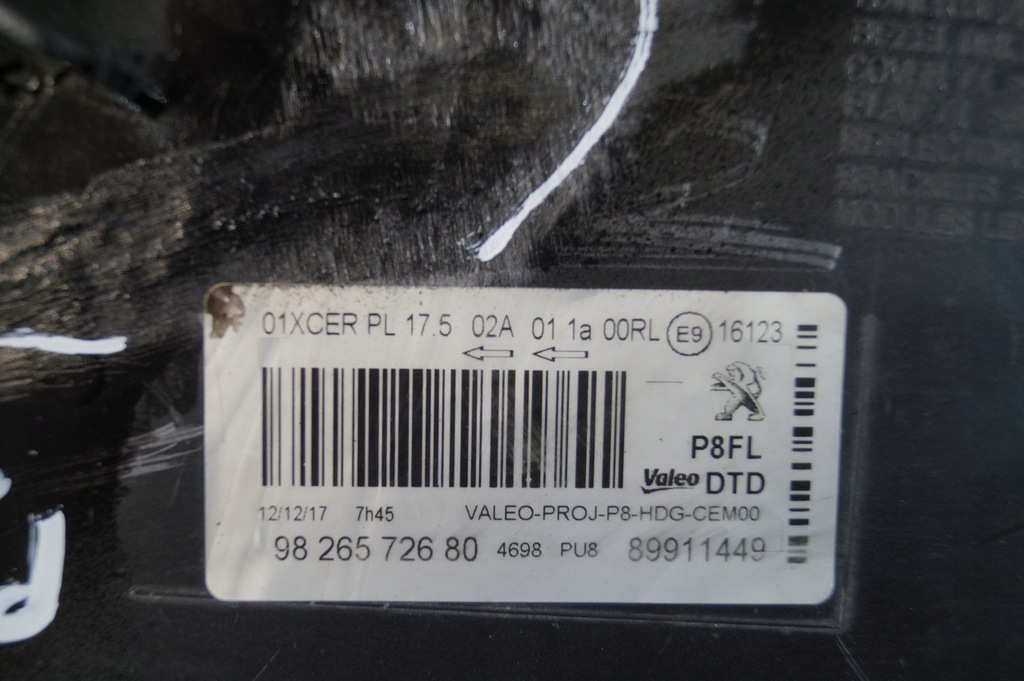 01XCER PL 17.5 02A 01 1a 00RL E9 16123
P8FL
Valeo DTD
12/12/17 7h45 VALEO-PROJ-P8-HDG-CEM00
98 265 726 80 4698 PU8 89911449